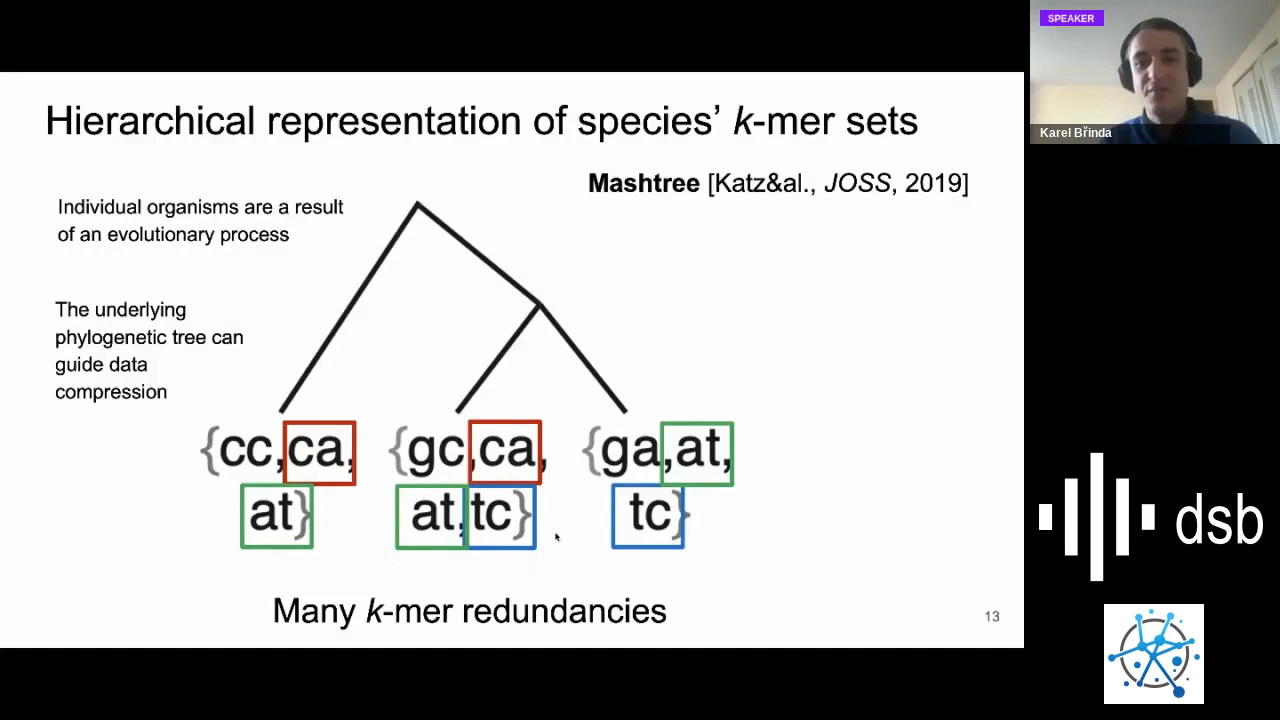 SPEAKER
Karel Břinda
Hierarchical representation of species’ k-mer sets
Mashtree [Katz&al., JOSS, 2019]
Individual organisms are a result
of an evolutionary process
The underlying
phylogenetic tree can
guide data
compression
{cc,ca, {gc,ca, {ga,at,
at} at,tc} tc}
Many k-mer redundancies
13
dsb